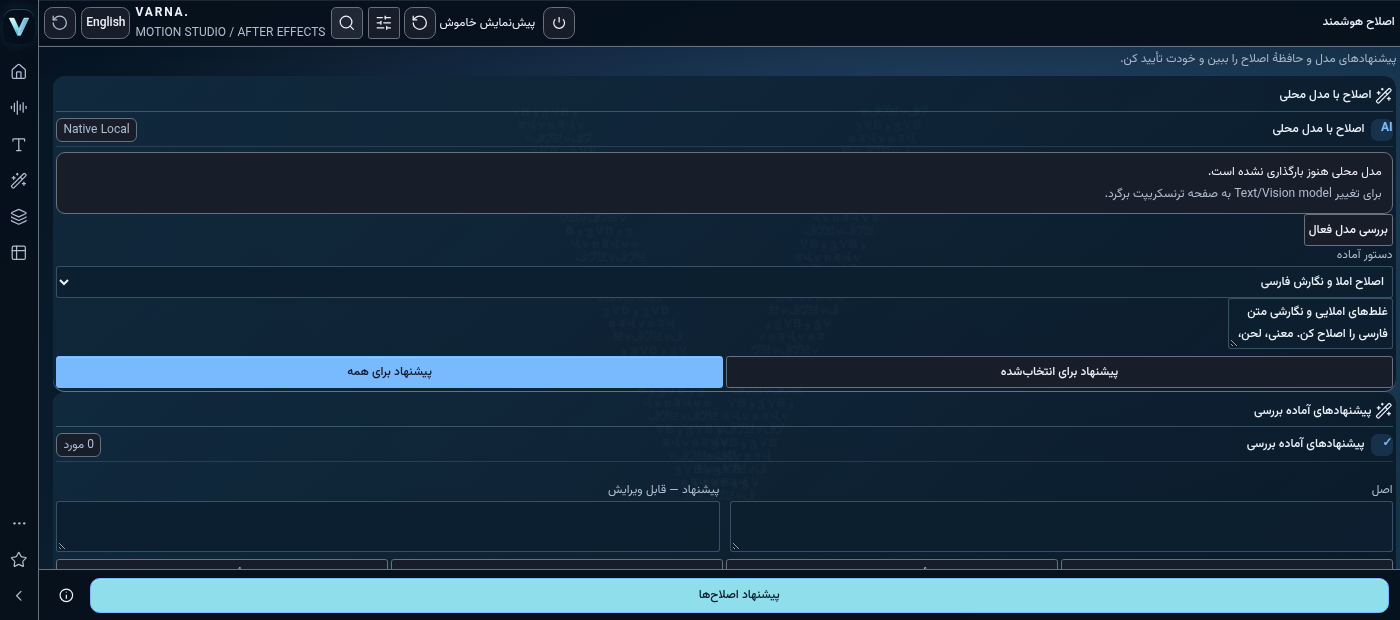 اصلاح هوشمند
پیش‌نمایش خاموش
VARNA.
MOTION STUDIO / AFTER EFFECTS
English
پیشنهادهای مدل و حافظهٔ اصلاح را ببین و خودت تأیید کن.
اصلاح با مدل محلی
AI
اصلاح با مدل محلی
Native Local
مدل محلی هنوز بارگذاری نشده است.
برای تغییر Text/Vision model به صفحه ترنسکریپت برگرد.
بررسی مدل فعال
دستور آماده
اصلاح املا و نگارش فارسی
غلط‌های املایی و نگارشی متن
فارسی را اصلاح کن. معنی، لحن،
پیشنهاد برای انتخاب‌شده
پیشنهاد برای همه
پیشنهادهای آماده بررسی
پیشنهادهای آماده بررسی
0 مورد
اصل
پیشنهاد — قابل ویرایش
پیشنهاد اصلاح‌ها